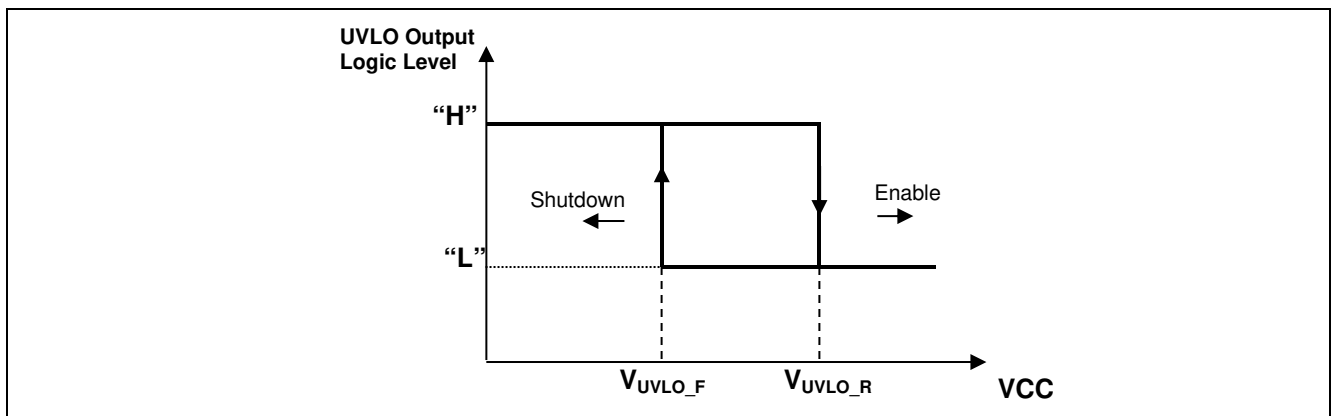 UVLO Output
Logic Level
“H”
Shutdown
Enable
“L”
VUVLO_F
VUVLO_R
VCC